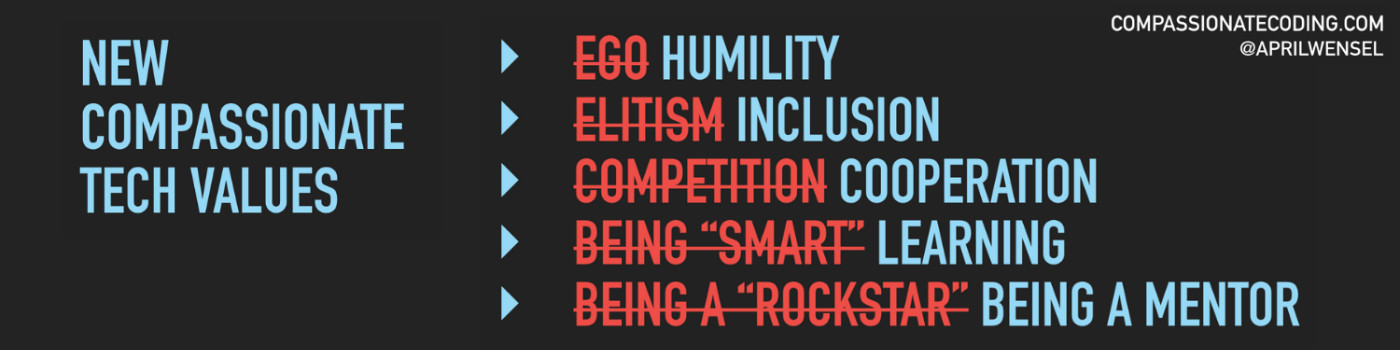 NEW
COMPASSIONATE
TECH VALUES
EGO HUMILITY
ELITISM INCLUSION
COMPETITION COOPERATION
BEING “SMART” LEARNING
BEING A “ROCKSTAR” BEING A MENTOR
COMPASSIONATECODING.COM
@APRILWENSEL